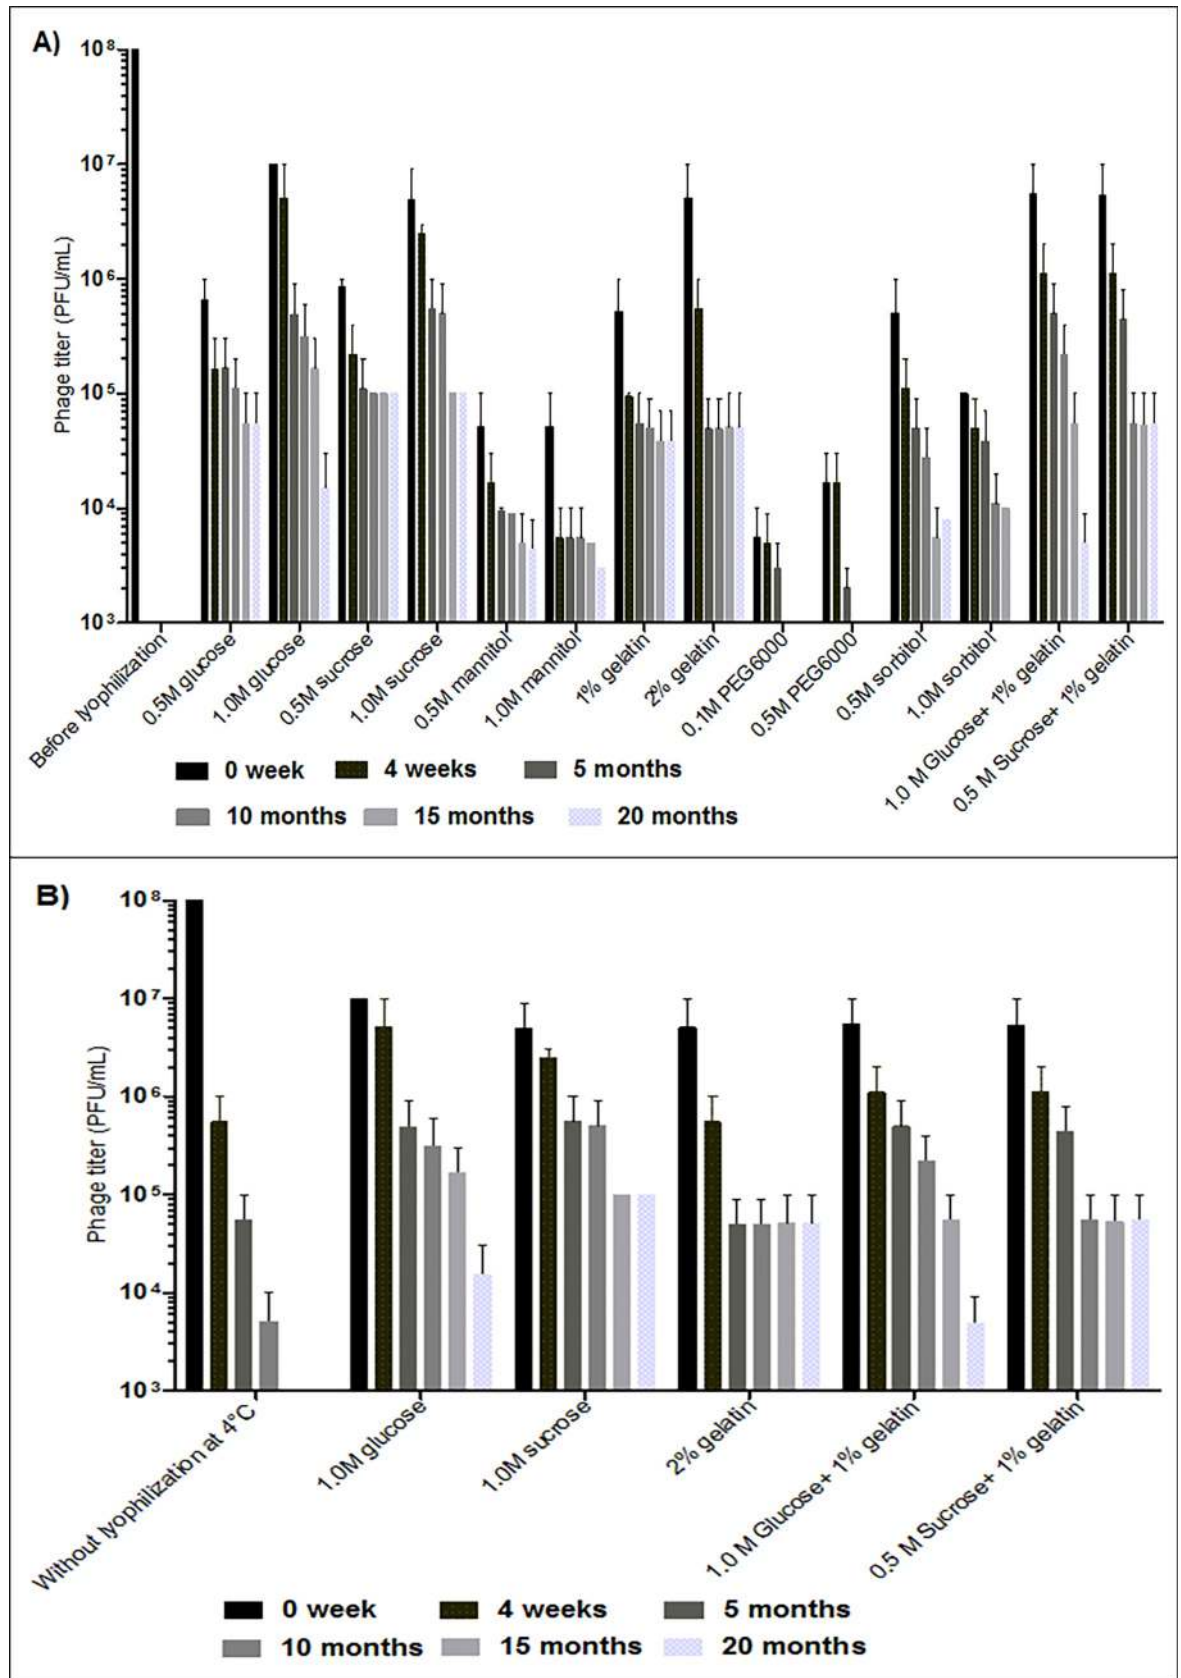 A)
10⁸
10⁷
10⁶
10⁵
10⁴
10³
Phage titer (PFU/mL)
Before lyophilization
0.5M glucose
1.0M glucose
0.5M sucrose
1.0M sucrose
0.5M mannitol
1.0M mannitol
1% gelatin
2% gelatin
0.1M PEG6000
0.5M PEG6000
0.5M sorbitol
1.0M sorbitol
1.0 M Glucose+ 1% gelatin
0.5 M Sucrose+ 1% gelatin
0 week 4 weeks 5 months
10 months 15 months 20 months
B)
10⁸
10⁷
10⁶
10⁵
10⁴
10³
Phage titer (PFU/mL)
Without lyophilization at 4°C
1.0M glucose
1.0M sucrose
2% gelatin
1.0 M Glucose+ 1% gelatin
0.5 M Sucrose+ 1% gelatin
0 week 4 weeks 5 months
10 months 15 months 20 months